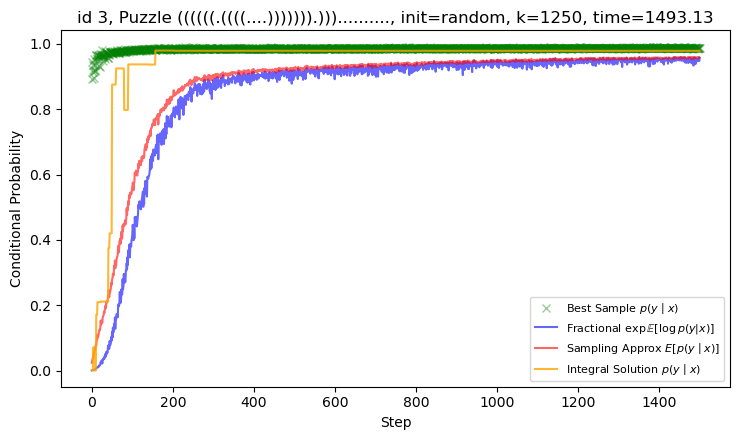 id 3, Puzzle ((((((.((((....))))))).))).........., init=random, k=1250, time=1493.13
Conditional Probability
1.0
0.8
0.6
0.4
0.2
0.0
Best Sample p(y | x)
Fractional exp𝔼[log p(y|x)]
Sampling Approx E[p(y | x)]
Integral Solution p(y | x)
0 200 400 600 800 1000 1200 1400
Step